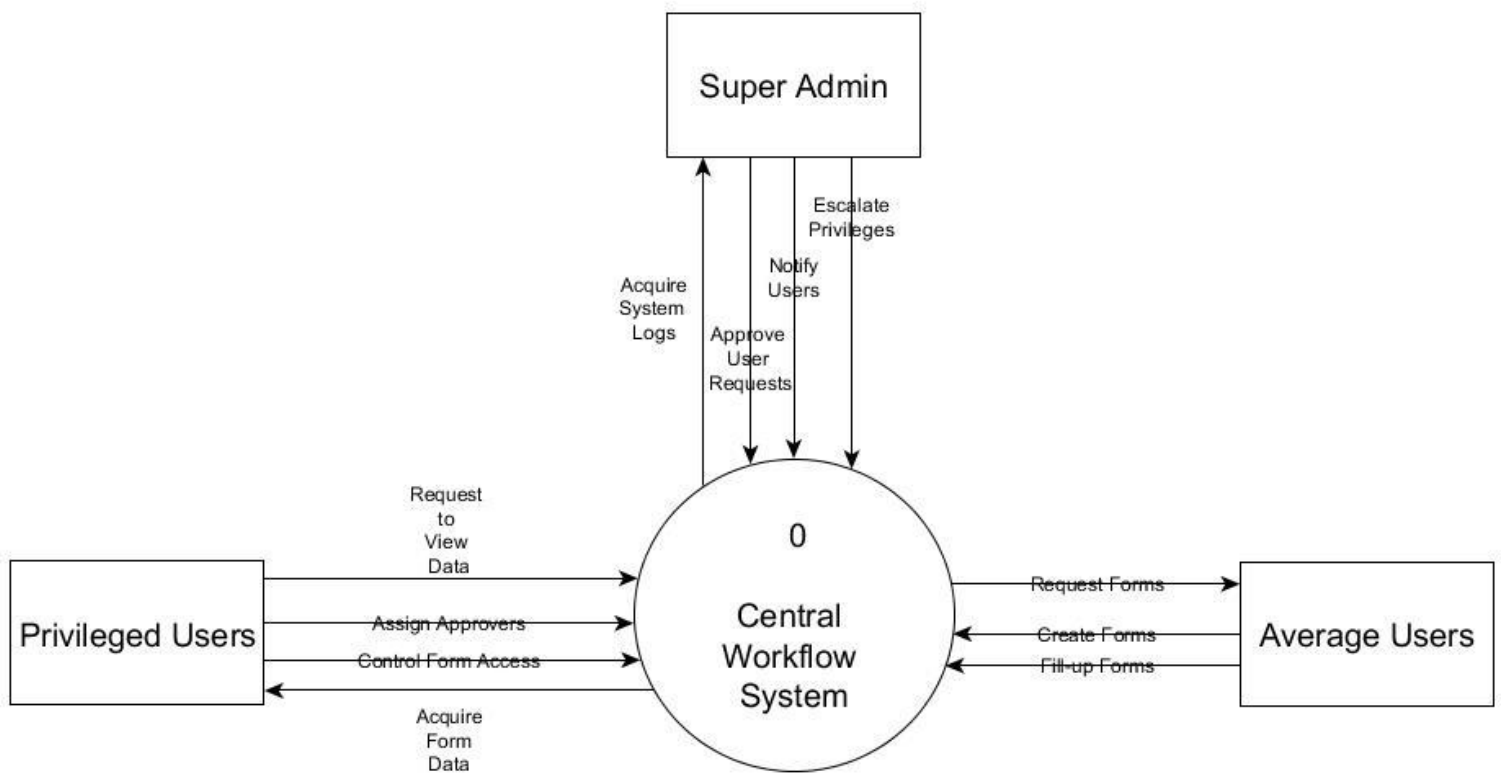 Super Admin
Escalate
Privileges
Notify
Users
Acquire
System
Logs
Approve
User
Requests
Request
to
View
Data
Privileged Users
Assign Approvers
Control Form Access
Acquire
Form
Data
0
Central
Workflow
System
Request Forms
Create Forms
Fill-up Forms
Average Users